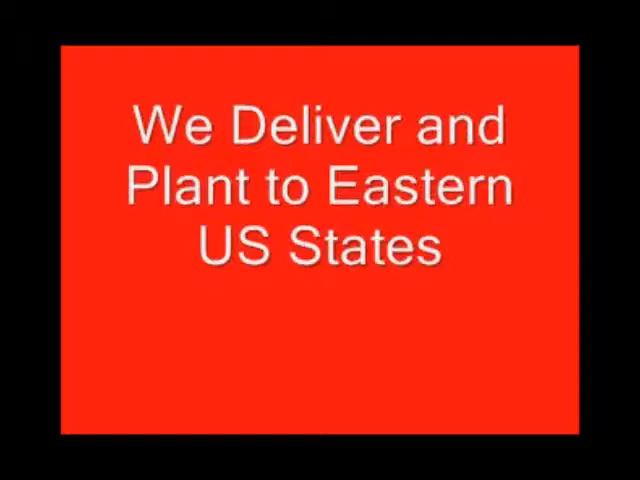 We Deliver and
Plant to Eastern
US States